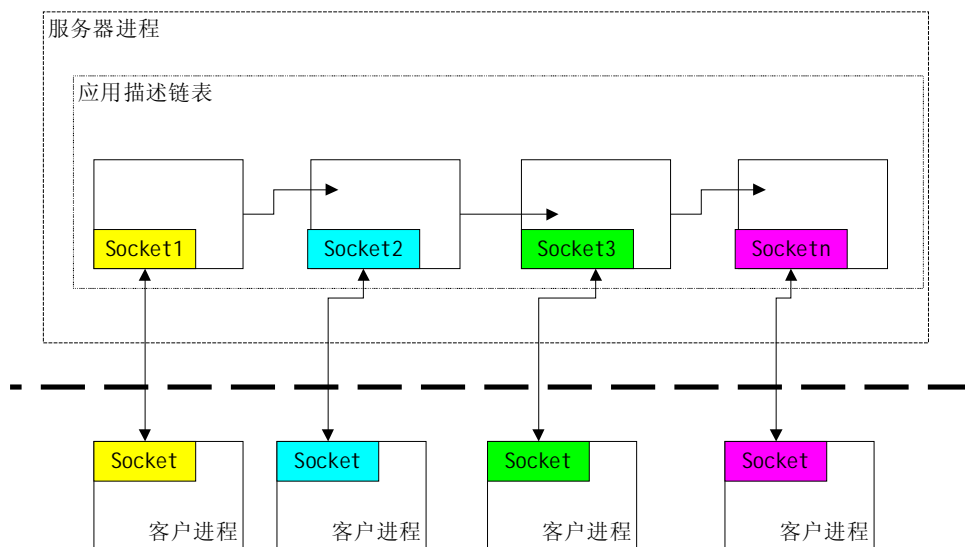 服务器进程
应用描述链表
Socket1
Socket2
Socket3
Socketn
Socket
Socket
Socket
Socket
客户进程
客户进程
客户进程
客户进程